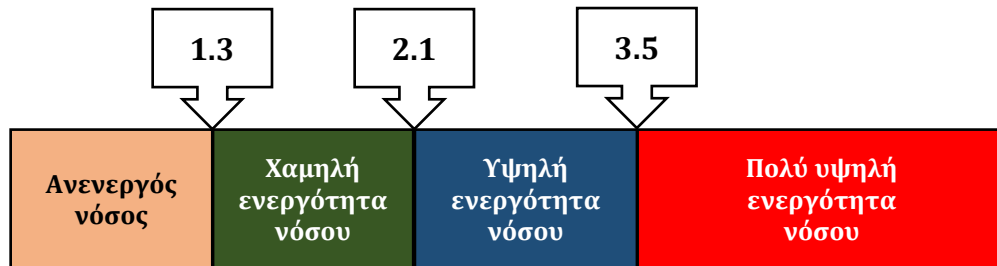 1.3
2.1
3.5
Ανενεργός
νόσος
Χαμηλή
ενεργότητα
νόσου
Υψηλή
ενεργότητα
νόσου
Πολύ υψηλή
ενεργότητα
νόσου